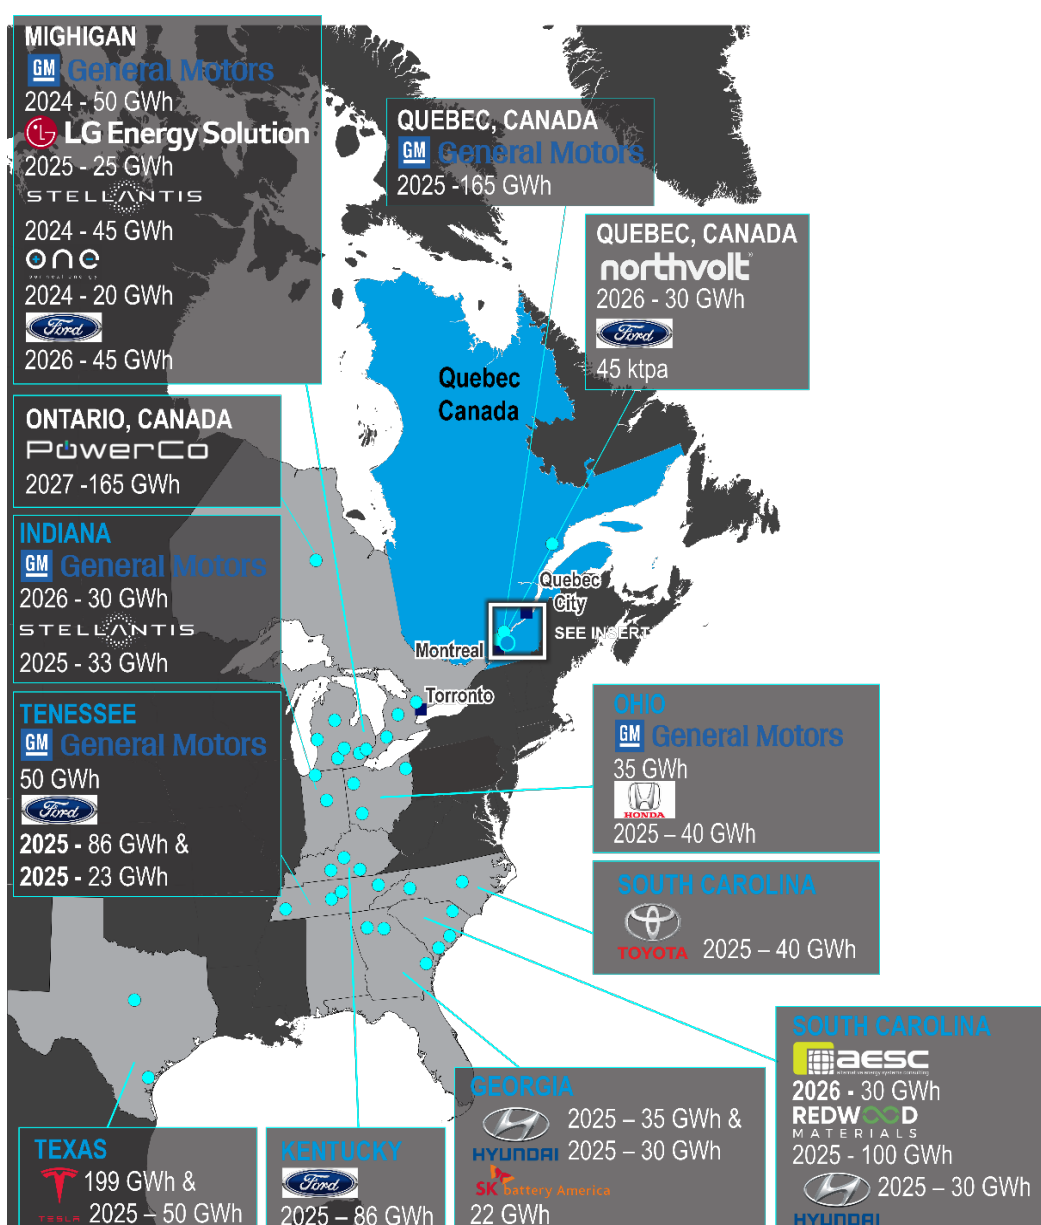 MIGHIGAN
GM General Motors
2024 - 50 GWh
LG Energy Solution
2025 - 25 GWh
STELLANTIS
2024 - 45 GWh
one
2024 - 20 GWh
Ford
2026 - 45 GWh
QUEBEC, CANADA
GM General Motors
2025 -165 GWh
QUEBEC, CANADA
northvolt
2026 - 30 GWh
Ford
45 ktpa
Quebec
Canada
ONTARIO, CANADA
PowerCo
2027 -165 GWh
INDIANA
GM General Motors
2026 - 30 GWh
STELLANTIS
2025 - 33 GWh
Quebec
City
SEE INSERT
Montreal
Torronto
TENESSEE
GM General Motors
50 GWh
Ford
2025 - 86 GWh &
2025 - 23 GWh
OHIO
GM General Motors
35 GWh
HONDA
2025 – 40 GWh
SOUTH CAROLINA
TOYOTA 2025 – 40 GWh
SOUTH CAROLINA
aesc
2026 - 30 GWh
REDWOOD
MATERIALS
2025 - 100 GWh
2025 – 30 GWh
HYUNDAI
GEORGIA
2025 – 35 GWh &
HYUNDAI 2025 – 30 GWh
SK battery America
22 GWh
TEXAS
199 GWh &
TESLA 2025 – 50 GWh
KENTUCKY
Ford
2025 – 86 GWh